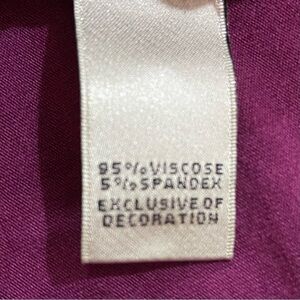 95% VISCOSE
5% SPANDEX
EXCLUSIVE OF
DECORATION